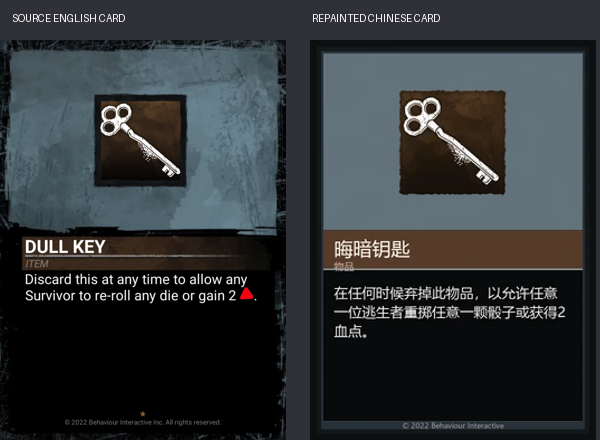 SOURCE ENGLISH CARD
REPAINTED CHINESE CARD
DULL KEY
ITEM
Discard this at any time to allow any
Survivor to re-roll any die or gain 2 .
© 2022 Behaviour Interactive Inc. All rights reserved.
晦暗钥匙
物品
在任何时候弃掉此物品，以允许任意
一位逃生者重掷任意一颗骰子或获得2
血点。
© 2022 Behaviour Interactive